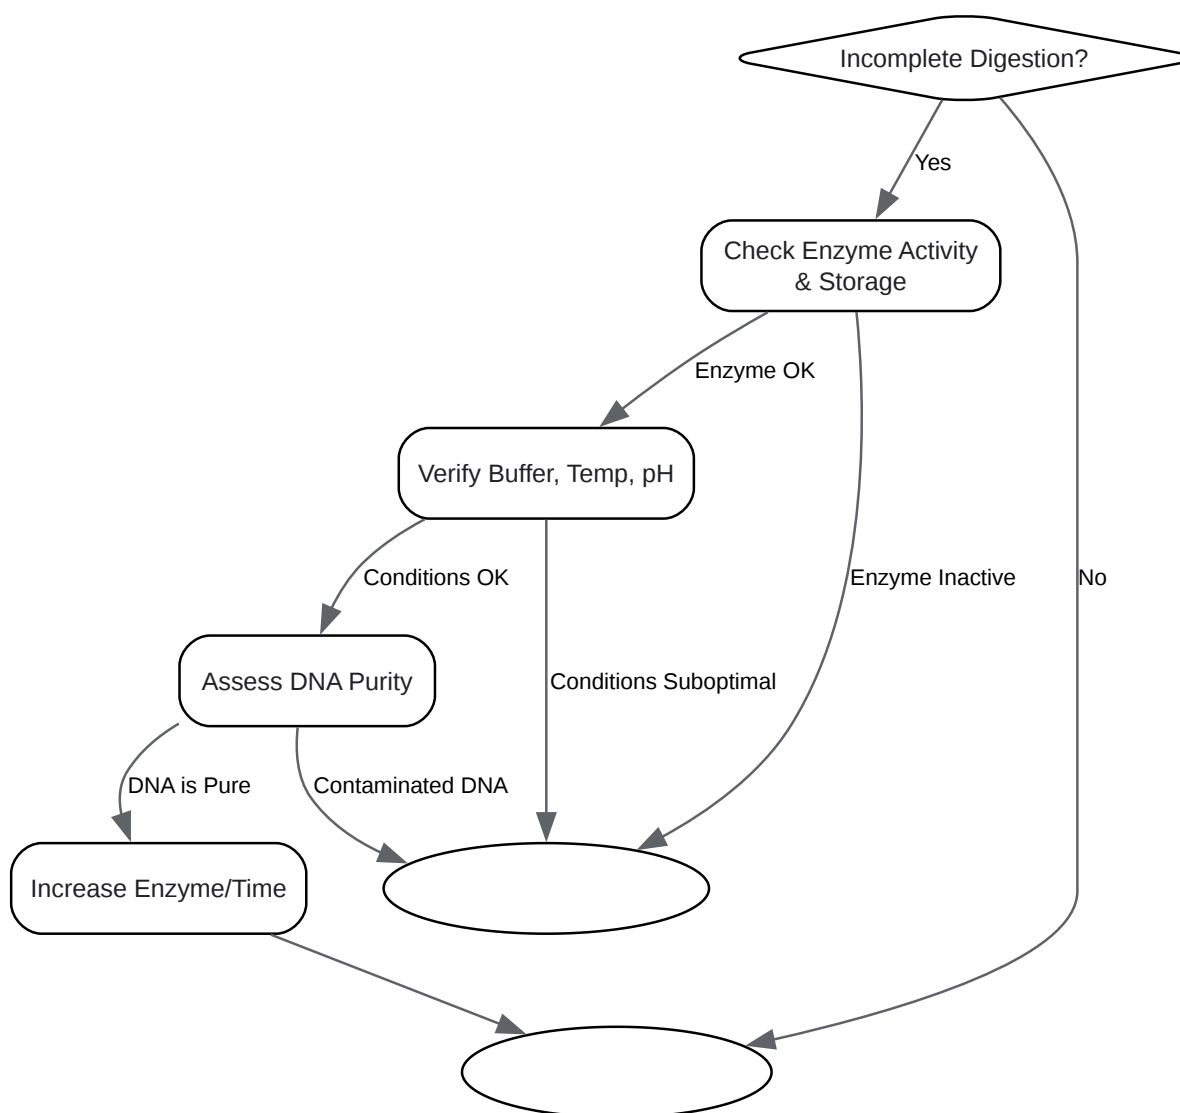 Incomplete Digestion?
Yes
Check Enzyme Activity
& Storage
Enzyme OK
Verify Buffer, Temp, pH
Conditions OK
Enzyme Inactive
No
Assess DNA Purity
Conditions Suboptimal
DNA is Pure
Contaminated DNA
Increase Enzyme/Time